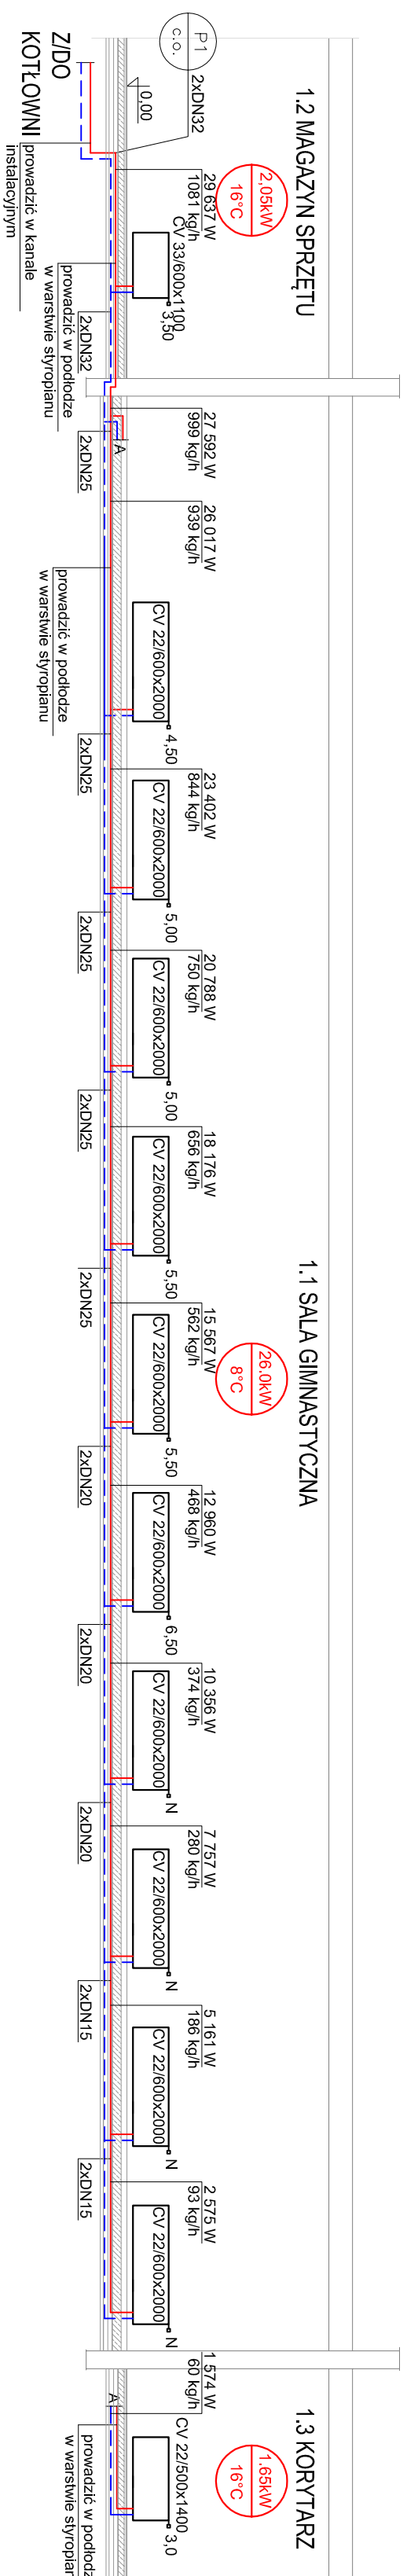 1.2 MAGAZYN SPRZĘTU
2,05kW
16°C
P1
c.o.
2xDN32
0,00
29 637 W
1081 kg/h
CV 33/600x1100
3,50
Z/DO
KOTŁOWNI
prowadzić w kanale
instalacyjnym
prowadzić w podłodze
w warstwie styropianu
2xDN32
1.1 SALA GIMNASTYCZNA
26.0kW
8°C
27 592 W
999 kg/h
A
2xDN25
26 017 W
939 kg/h
prowadzić w podłodze
w warstwie styropianu
CV 22/600x2000
4,50
2xDN25
23 402 W
844 kg/h
CV 22/600x2000
5,00
2xDN25
20 788 W
750 kg/h
CV 22/600x2000
5,00
2xDN25
18 176 W
656 kg/h
CV 22/600x2000
5,50
2xDN25
15 567 W
562 kg/h
CV 22/600x2000
5,50
2xDN20
12 960 W
468 kg/h
CV 22/600x2000
6,50
2xDN20
10 356 W
374 kg/h
CV 22/600x2000
N
2xDN20
7 757 W
280 kg/h
CV 22/600x2000
N
2xDN15
5 161 W
186 kg/h
CV 22/600x2000
N
2xDN15
2 575 W
93 kg/h
CV 22/600x2000
N
1.3 KORYTARZ
1.65kW
16°C
1 574 W
60 kg/h
A
CV 22/500x1400
3,0
prowadzić w podłodz
w warstwie styropian